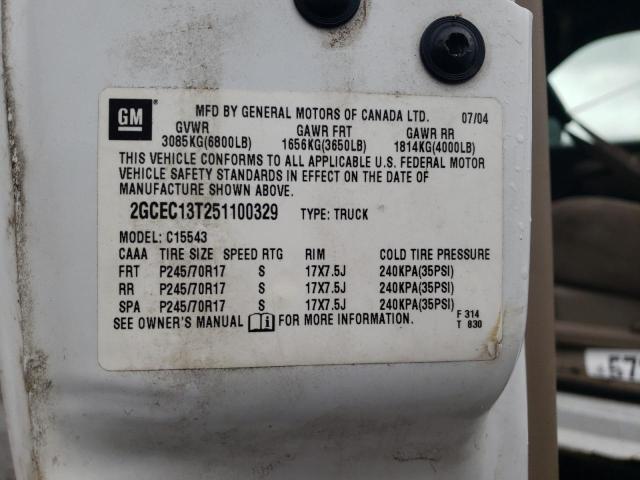 GM
MFD BY GENERAL MOTORS OF CANADA LTD. 07/04
GVWR GAWR FRT GAWR RR
3085KG(6800LB) 1656KG(3650LB) 1814KG(4000LB)
THIS VEHICLE CONFORMS TO ALL APPLICABLE U.S. FEDERAL MOTOR
VEHICLE SAFETY STANDARDS IN EFFECT ON THE DATE OF
MANUFACTURE SHOWN ABOVE.
2GCEC13T251100329 TYPE: TRUCK
MODEL: C15543
CAAA TIRE SIZE SPEED RTG RIM COLD TIRE PRESSURE
FRT P245/70R17 S 17X7.5J 240KPA(35PSI)
RR P245/70R17 S 17X7.5J 240KPA(35PSI)
SPA P245/70R17 S 17X7.5J 240KPA(35PSI)
SEE OWNER'S MANUAL FOR MORE INFORMATION.
F 314
T 830